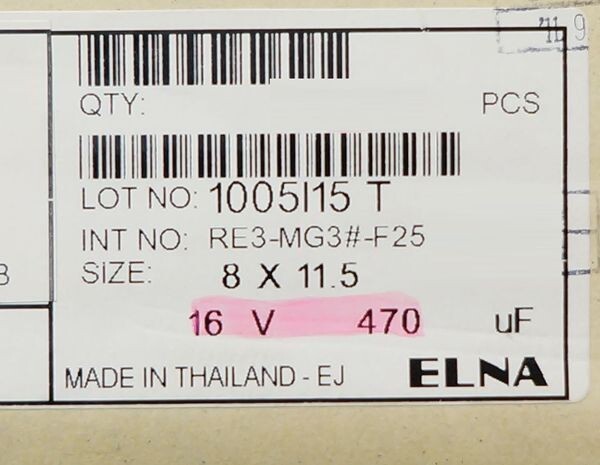 QTY: PCS
LOT NO: 1005I15 T
INT NO: RE3-MG3#-F25
SIZE: 8 X 11.5
16 V 470 uF
MADE IN THAILAND - EJ ELNA